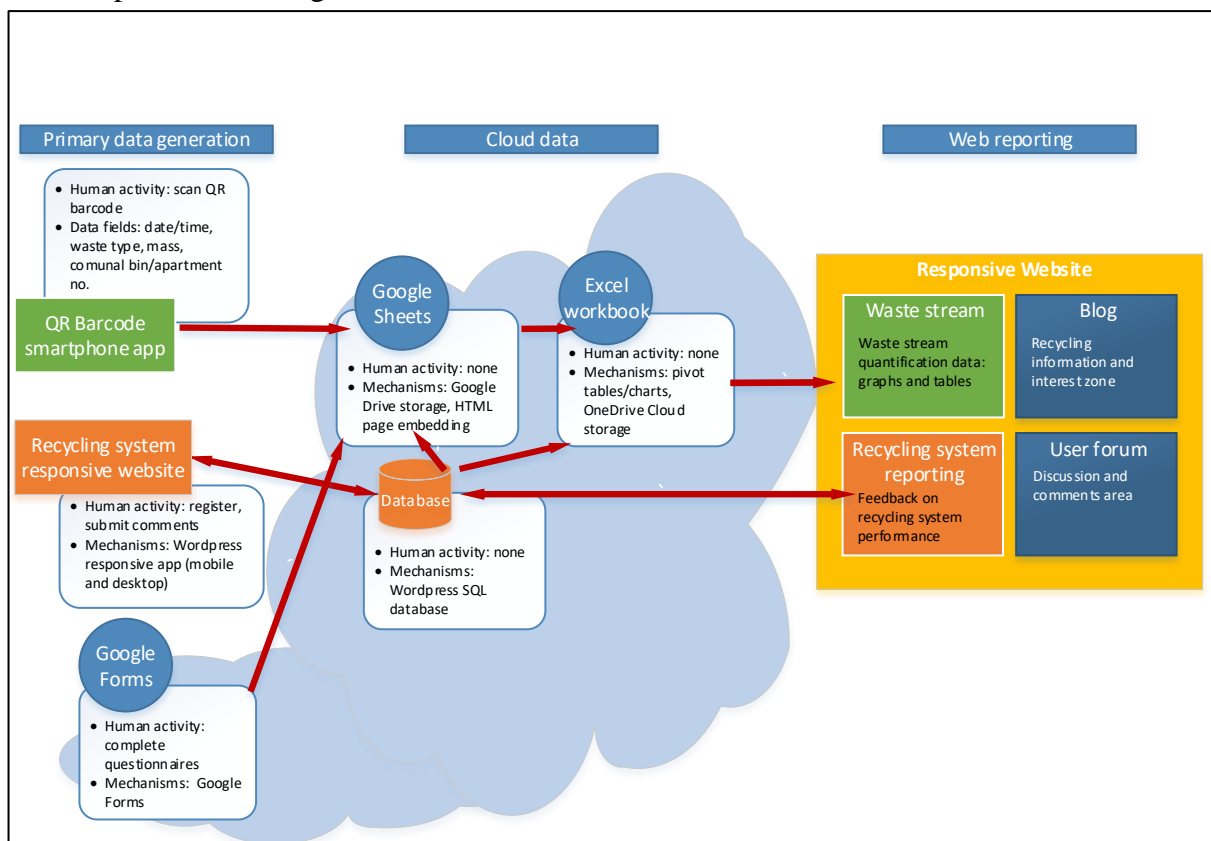 Primary data generation
Cloud data
Web reporting
• Human activity: scan QR
barcode
• Data fields: date/time,
waste type, mass,
comunal bin/apartment
no.
QR Barcode
smartphone app
Google
Sheets
• Human activity: none
• Mechanisms: Google
Drive storage, HTML
page embedding
Excel
workbook
• Human activity: none
• Mechanisms: pivot
tables/charts,
OneDrive Cloud
storage
Responsive Website
Waste stream
Waste stream
quantification data:
graphs and tables
Blog
Recycling
information and
interest zone
Recycling system
responsive website
• Human activity: register,
submit comments
• Mechanisms: Wordpress
responsive app (mobile
and desktop)
Database
• Human activity: none
• Mechanisms:
Wordpress SQL
database
Recycling system
reporting
Feedback on
recycling system
performance
User forum
Discussion and
comments area
Google
Forms
• Human activity:
complete
questionnaires
• Mechanisms: Google
Forms